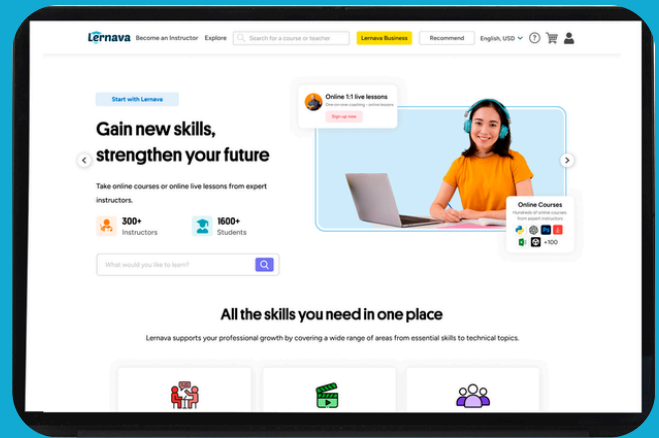 Lernava
Become an Instructor
Explore
Search for a course or teacher
Lernava Business
Recommend
English, USD
Start with Lernava
Online 1:1 live lessons
One-to-one coaching - online lessons
Sign up now
Gain new skills,
strengthen your future
Take online courses or online live lessons from expert
instructors.
300+
Instructors
1600+
Students
What would you like to learn?
Online Courses
Hundreds of online courses
from expert instructors
Ps
+100
All the skills you need in one place
Lernava supports your professional growth by covering a wide range of areas from essential skills to technical topics.